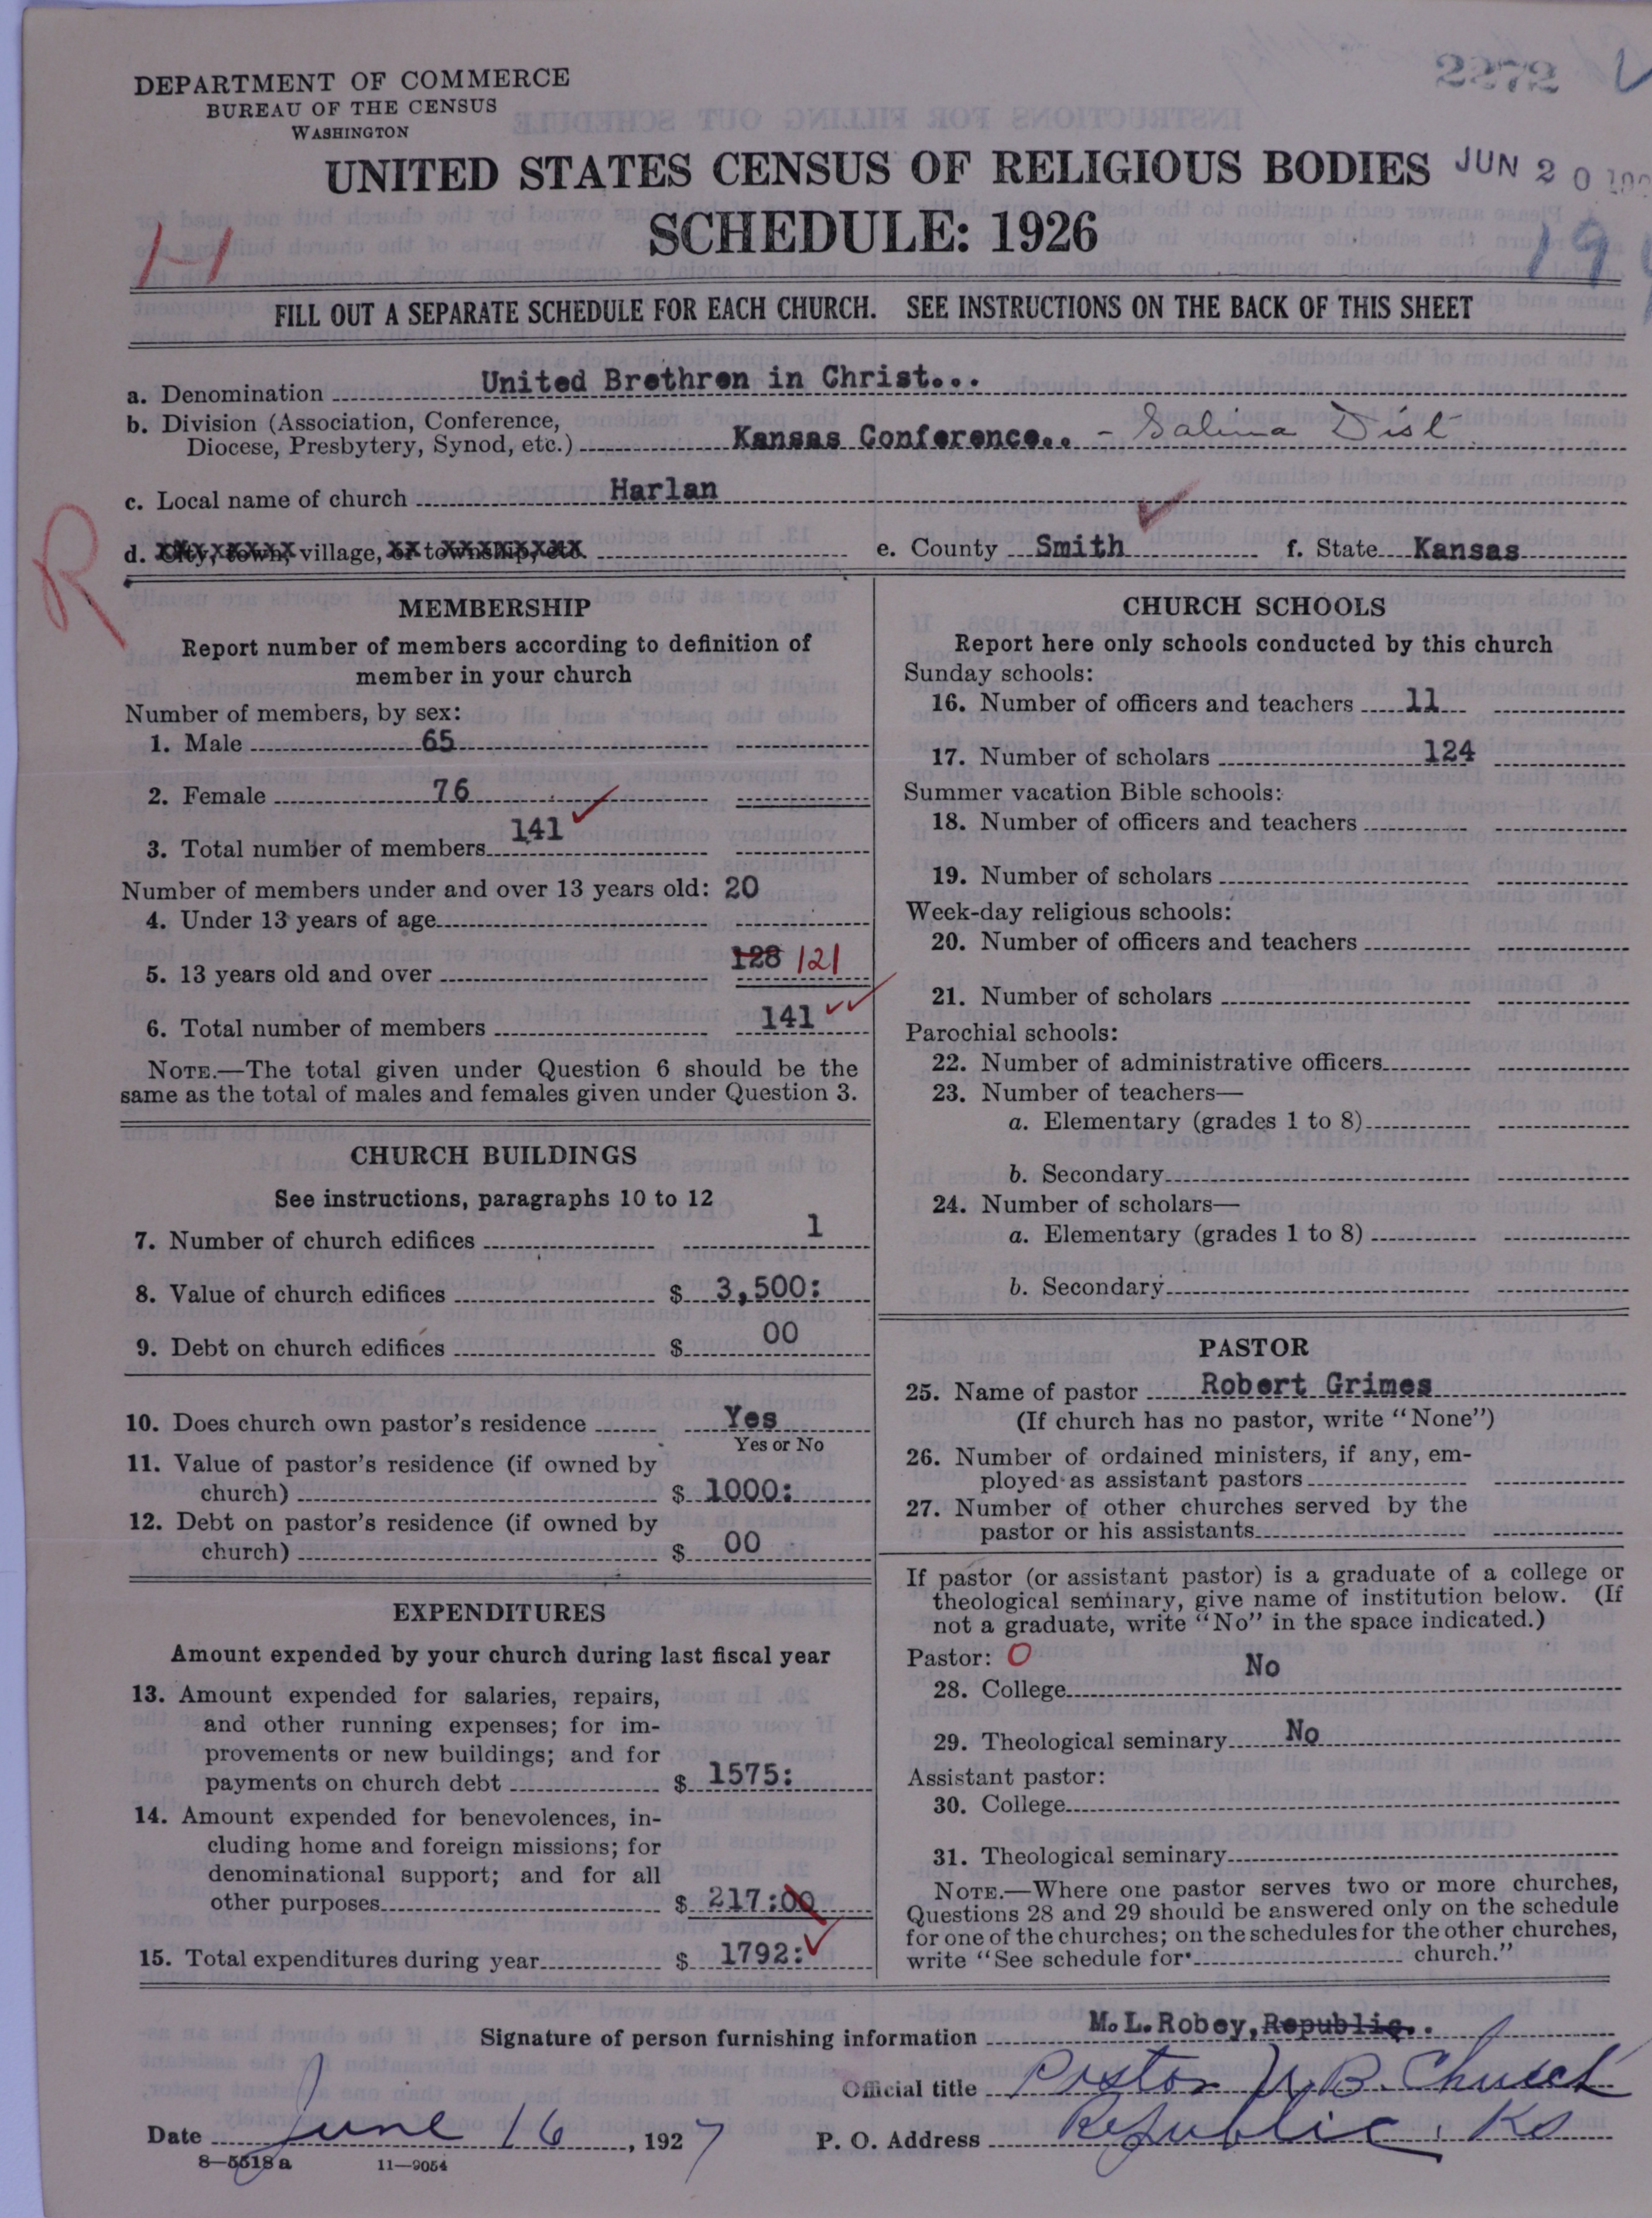 DEPARTMENT OF COMMERCE
BUREAU OF THE CENSUS
WASHINGTON
2272
UNITED STATES CENSUS OF RELIGIOUS BODIES
JUN 20
SCHEDULE: 1926
H
FILL OUT A SEPARATE SCHEDULE FOR EACH CHURCH. SEE INSTRUCTIONS ON THE BACK OF THIS SHEET
a. Denomination United Brethren in Christ...
b. Division (Association, Conference,
Diocese, Presbytery, Synod, etc.) Kansas Conference.. - Salina Dist
c. Local name of church Harlan
d. City, town, village, or township, etc.
e. County Smith f. State Kansas
R
MEMBERSHIP
Report number of members according to definition of
member in your church
Number of members, by sex:
1. Male 65
2. Female 76
3. Total number of members 141
Number of members under and over 13 years old: 20
4. Under 13 years of age
5. 13 years old and over 128 121
6. Total number of members 141
NOTE.—The total given under Question 6 should be the
same as the total of males and females given under Question 3.
CHURCH BUILDINGS
See instructions, paragraphs 10 to 12
7. Number of church edifices 1
8. Value of church edifices $ 3,500:
9. Debt on church edifices $ 00
10. Does church own pastor's residence Yes
Yes or No
11. Value of pastor's residence (if owned by
church) $ 1000:
12. Debt on pastor's residence (if owned by
church) $ 00
EXPENDITURES
Amount expended by your church during last fiscal year
13. Amount expended for salaries, repairs,
and other running expenses; for im-
provements or new buildings; and for
payments on church debt $ 1575:
14. Amount expended for benevolences, in-
cluding home and foreign missions; for
denominational support; and for all
other purposes $ 217:00
15. Total expenditures during year $ 1792:
CHURCH SCHOOLS
Report here only schools conducted by this church
Sunday schools:
16. Number of officers and teachers 11
17. Number of scholars 124
Summer vacation Bible schools:
18. Number of officers and teachers
19. Number of scholars
Week-day religious schools:
20. Number of officers and teachers
21. Number of scholars
Parochial schools:
22. Number of administrative officers
23. Number of teachers—
a. Elementary (grades 1 to 8)
b. Secondary
24. Number of scholars—
a. Elementary (grades 1 to 8)
b. Secondary
PASTOR
25. Name of pastor Robert Grimes
(If church has no pastor, write "None")
26. Number of ordained ministers, if any, em-
ployed as assistant pastors
27. Number of other churches served by the
pastor or his assistants
If pastor (or assistant pastor) is a graduate of a college or
theological seminary, give name of institution below. (If
not a graduate, write "No" in the space indicated.)
Pastor: O
28. College No
29. Theological seminary No
Assistant pastor:
30. College
31. Theological seminary
NOTE.—Where one pastor serves two or more churches,
Questions 28 and 29 should be answered only on the schedule
for one of the churches; on the schedules for the other churches,
write "See schedule for church."
Signature of person furnishing information M. L. Robey, Republic..
Official title Pastor U B. Church
Date June 16, 1927 P. O. Address Republic, Ks
8—5518 a 11—9054